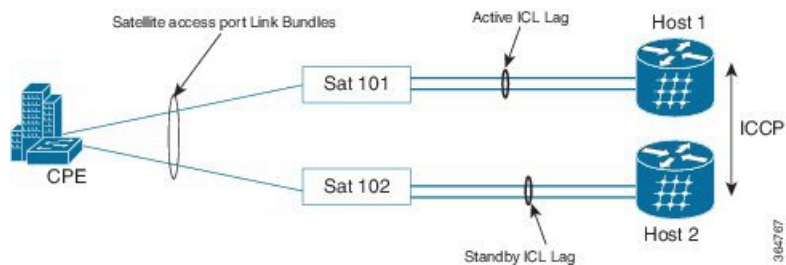 Satellite access port Link Bundles
Active ICL Lag
Host 1
Sat 101
ICCP
CPE
Sat 102
Host 2
Standby ICL Lag
364767